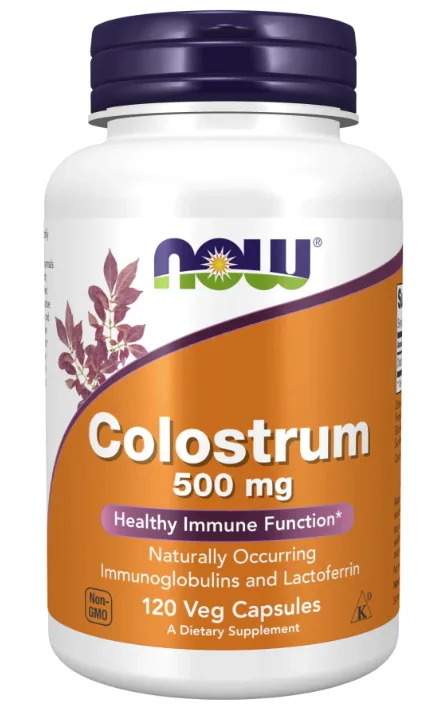 now®
Colostrum
500 mg
Healthy Immune Function*
Naturally Occurring
Immunoglobulins and Lactoferrin
Non-
GMO
120 Veg Capsules
A Dietary Supplement
K D